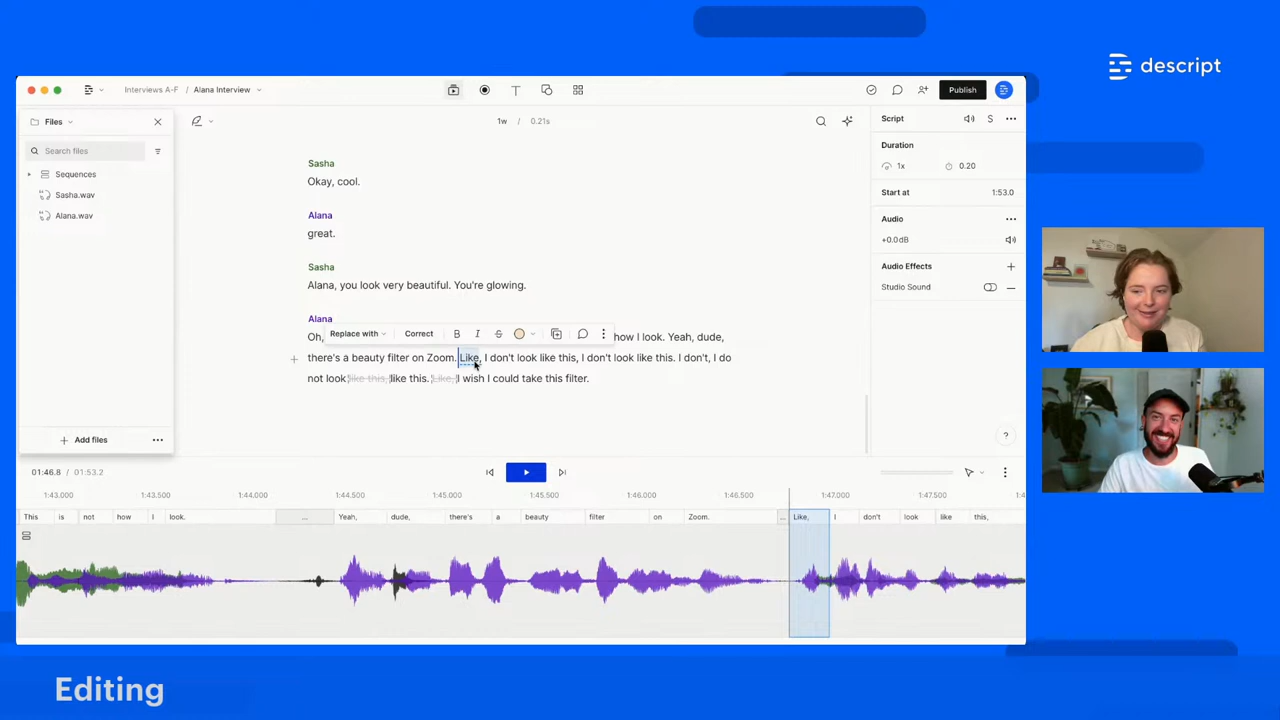 descript
Interviews A-F / Alana Interview
Publish
Files
Search files
Sequences
Sasha.wav
Alana.wav
Add files
1w / 0.21s
Sasha
Okay, cool.
Alana
great.
Sasha
Alana, you look very beautiful. You're glowing.
Alana
Oh,
Replace with
Correct
B
I
S
how I look. Yeah, dude,
there's a beauty filter on Zoom. Like, I don't look like this, I don't look like this. I don't, I do
not look like this, like this. Like, I wish I could take this filter.
Script
S
Duration
1x
0.20
Start at
1:53.0
Audio
+0.0dB
Audio Effects
Studio Sound
?
01:46.8 / 01:53.2
1:43.000 1:43.500 1:44.000 1:44.500 1:45.000 1:45.500 1:46.000 1:46.500 1:47.000 1:47.500 1:4
This is not how I look. ... Yeah, dude, there's a beauty filter on Zoom. ... Like, I don't look like this,
Editing